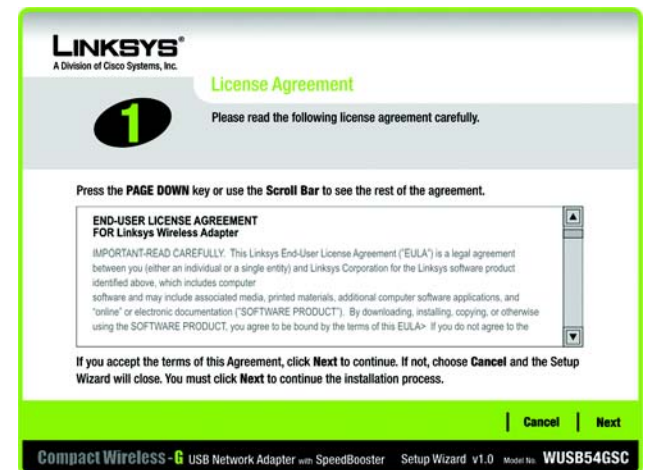 LINKSYS®
A Division of Cisco Systems, Inc.
License Agreement
1
Please read the following license agreement carefully.
Press the PAGE DOWN key or use the Scroll Bar to see the rest of the agreement.
END-USER LICENSE AGREEMENT
FOR Linksys Wireless Adapter
IMPORTANT-READ CAREFULLY. This Linksys End-User License Agreement ("EULA") is a legal agreement
between you (either an individual or a single entity) and Linksys Corporation for the Linksys software product
identified above, which includes computer
software and may include associated media, printed materials, additional computer software applications, and
"online" or electronic documentation ("SOFTWARE PRODUCT"). By downloading, installing, copying, or otherwise
using the SOFTWARE PRODUCT, you agree to be bound by the terms of this EULA> If you do not agree to the
If you accept the terms of this Agreement, click Next to continue. If not, choose Cancel and the Setup
Wizard will close. You must click Next to continue the installation process.
Cancel Next
Compact Wireless-G USB Network Adapter with SpeedBooster Setup Wizard v1.0 Model No. WUSB54GSC